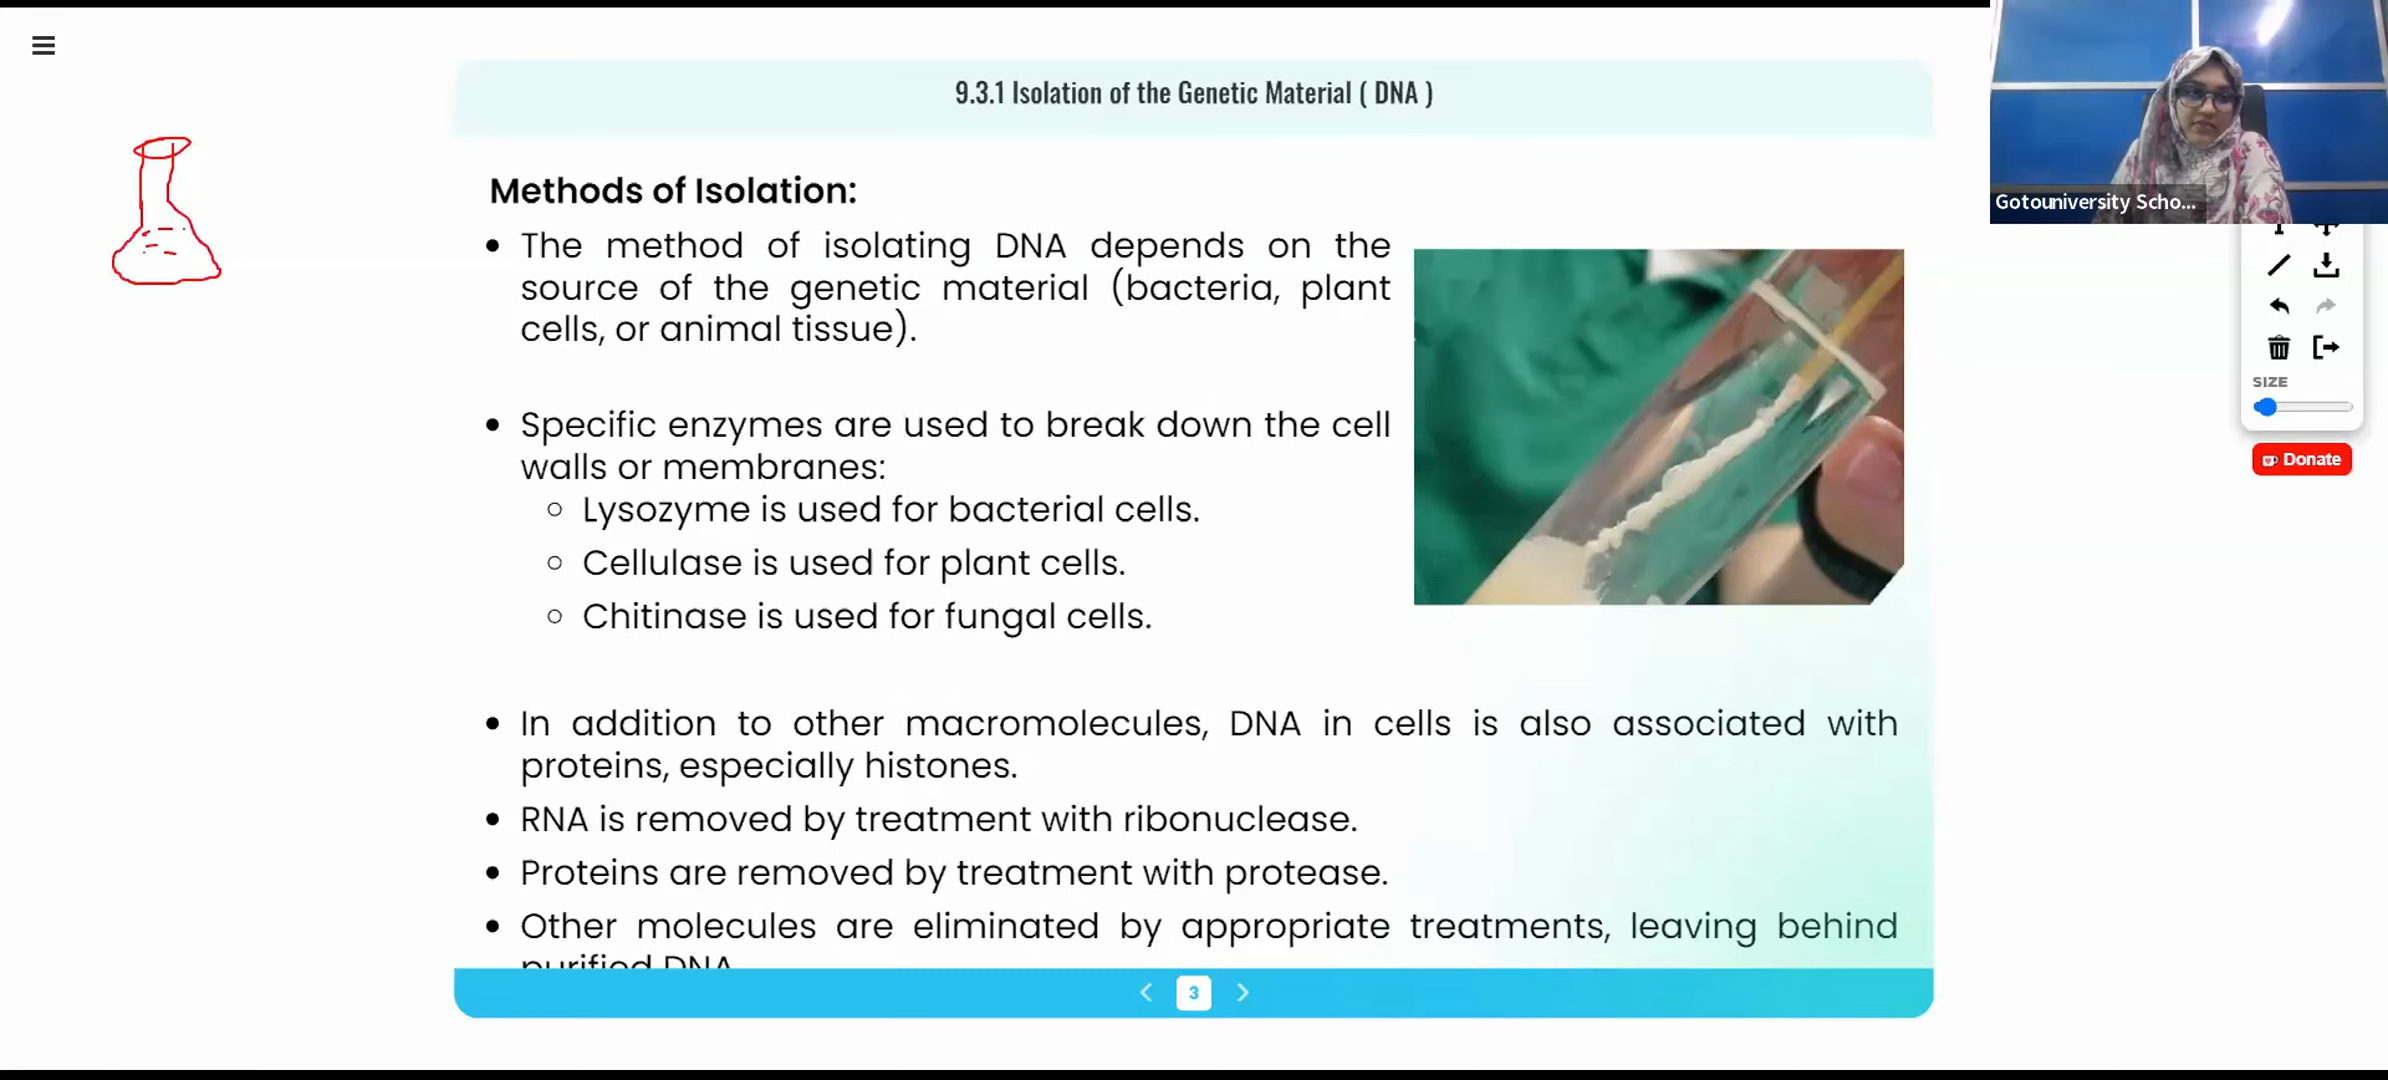 9.3.1 Isolation of the Genetic Material ( DNA )
Gotouniversity Scho...
Methods of Isolation:
The method of isolating DNA depends on the
source of the genetic material (bacteria, plant
cells, or animal tissue).
Specific enzymes are used to break down the cell
walls or membranes:
Lysozyme is used for bacterial cells.
Cellulase is used for plant cells.
Chitinase is used for fungal cells.
In addition to other macromolecules, DNA in cells is also associated with
proteins, especially histones.
RNA is removed by treatment with ribonuclease.
Proteins are removed by treatment with protease.
Other molecules are eliminated by appropriate treatments, leaving behind
purified DNA
3
SIZE
Donate